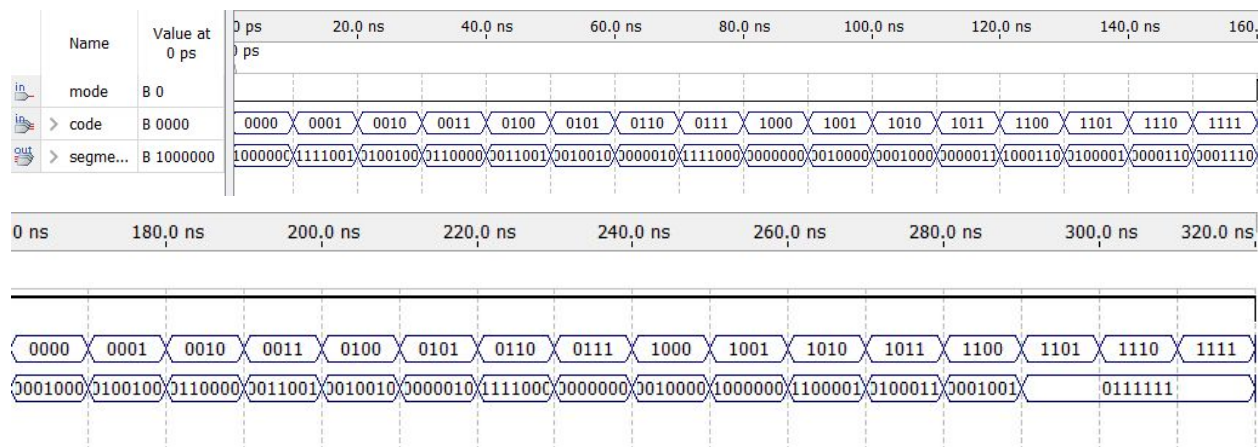 Name Value at 0 ps 0 ps 20.0 ns 40.0 ns 60.0 ns 80.0 ns 100.0 ns 120.0 ns 140.0 ns 160.
0 ps
in mode B 0
in > code B 0000 0000 0001 0010 0011 0100 0101 0110 0111 1000 1001 1010 1011 1100 1101 1110 1111
out > segme... B 1000000 1000000 1111001 0100100 0110000 0011001 0010010 0000010 1111000 0000000 0010000 0001000 0000011 1000110 0100001 0000110 0001110
0 ns 180.0 ns 200.0 ns 220.0 ns 240.0 ns 260.0 ns 280.0 ns 300.0 ns 320.0 ns
0000 0001 0010 0011 0100 0101 0110 0111 1000 1001 1010 1011 1100 1101 1110 1111
0001000 0100100 0110000 0011001 0010010 0000010 1111000 0000000 0010000 1000000 1100001 0100011 0001001 0111111